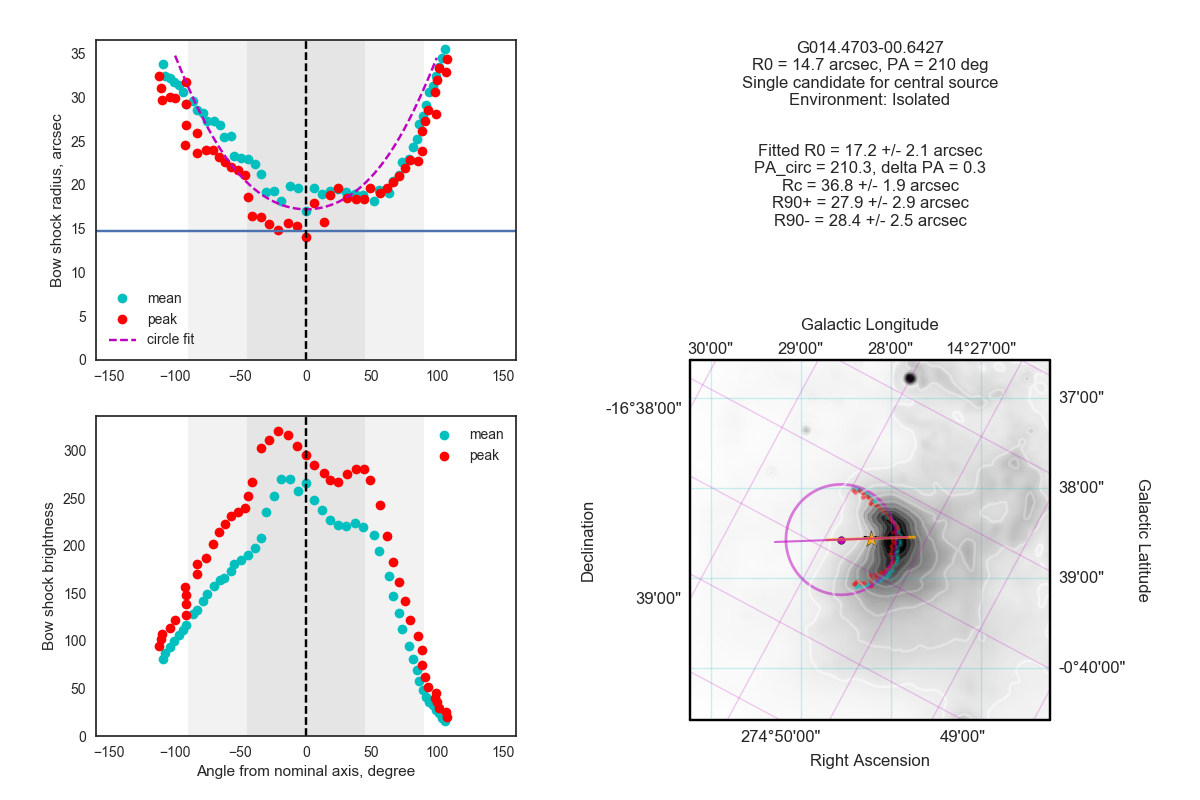 35
30
25
20
15
10
5
0
Bow shock radius, arcsec
mean
peak
circle fit
−150
−100
−50
0
50
100
150
300
250
200
150
100
50
0
Bow shock brightness
mean
peak
−150
−100
−50
0
50
100
150
Angle from nominal axis, degree
G014.4703-00.6427
R0 = 14.7 arcsec, PA = 210 deg
Single candidate for central source
Environment: Isolated
Fitted R0 = 17.2 +/- 2.1 arcsec
PA_circ = 210.3, delta PA = 0.3
Rc = 36.8 +/- 1.9 arcsec
R90+ = 27.9 +/- 2.9 arcsec
R90- = 28.4 +/- 2.5 arcsec
Galactic Longitude
30'00"
29'00"
28'00"
14°27'00"
-16°38'00"
39'00"
Declination
37'00"
38'00"
39'00"
-0°40'00"
Galactic Latitude
274°50'00"
49'00"
Right Ascension